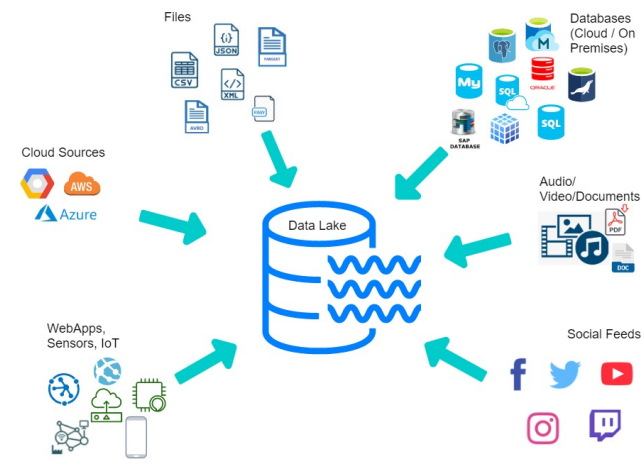 Files
{i}
JSON
PARQUET
CSV
</>
XML
AVRO
Databases
(Cloud / On
Premises)
M
ORACLE
My
SQL
SQL
SAP
DATABASE
Cloud Sources
AWS
Azure
Data Lake
Audio/
Video/Documents
PDF
DOC
WebApps,
Sensors, IoT
Social Feeds